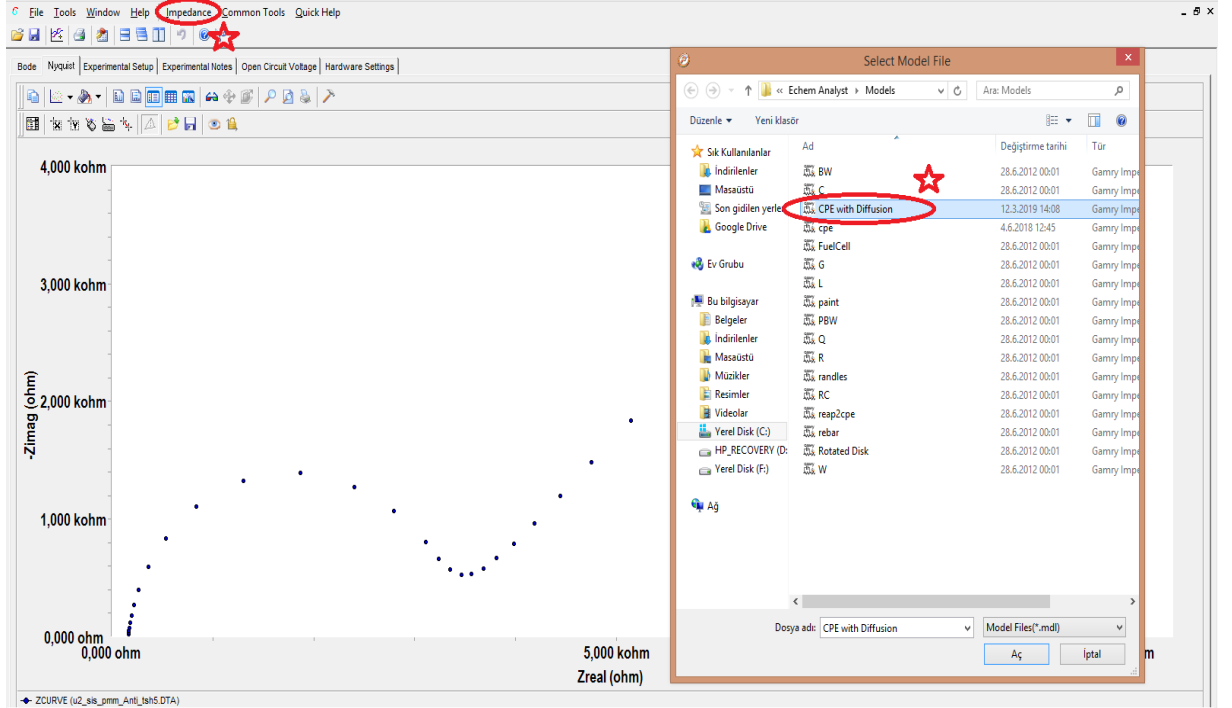 File Tools Window Help Impedance Common Tools Quick Help
Bode Nyquist Experimental Setup Experimental Notes Open Circuit Voltage Hardware Settings
4,000 kohm
3,000 kohm
2,000 kohm
1,000 kohm
0,000 ohm
-Zimag (ohm)
0,000 ohm 5,000 kohm
Zreal (ohm)
ZCURVE (u2_sis_pmm_Anti_tsh5.DTA)
Select Model File
« Echem Analyst Models
Ara: Models
Düzenle Yeni klasör
Sık Kullanılanlar
İndirilenler
Masaüstü
Son gidilen yerle
Google Drive
Ev Grubu
Bu bilgisayar
Belgeler
İndirilenler
Masaüstü
Müzikler
Resimler
Videolar
Yerel Disk (C:)
HP_RECOVERY (D:
Yerel Disk (F:)
Ağ
Ad Değiştirme tarihi Tür
BW 28.6.2012 00:01 Gamry Impe
C 28.6.2012 00:01 Gamry Impe
CPE with Diffusion 12.3.2019 14:08 Gamry Impe
cpe 4.6.2018 12:45 Gamry Impe
FuelCell 28.6.2012 00:01 Gamry Impe
G 28.6.2012 00:01 Gamry Impe
L 28.6.2012 00:01 Gamry Impe
paint 28.6.2012 00:01 Gamry Impe
PBW 28.6.2012 00:01 Gamry Impe
Q 28.6.2012 00:01 Gamry Impe
R 28.6.2012 00:01 Gamry Impe
randles 28.6.2012 00:01 Gamry Impe
RC 28.6.2012 00:01 Gamry Impe
reap2cpe 28.6.2012 00:01 Gamry Impe
rebar 28.6.2012 00:01 Gamry Impe
Rotated Disk 28.6.2012 00:01 Gamry Impe
W 28.6.2012 00:01 Gamry Impe
Dosya adı: CPE with Diffusion Model Files(*.mdl)
Aç İptal
m